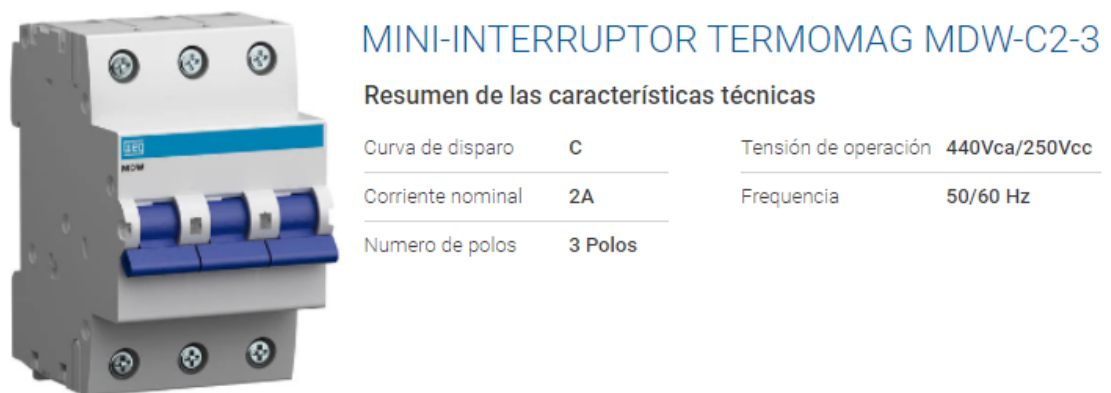 MINI-INTERRUPTOR TERMOMAG MDW-C2-3
Resumen de las características técnicas
Curva de disparo C
Tensión de operación 440Vca/250Vcc
Corriente nominal 2A
Frequencia 50/60 Hz
Numero de polos 3 Polos
WEG
MDW